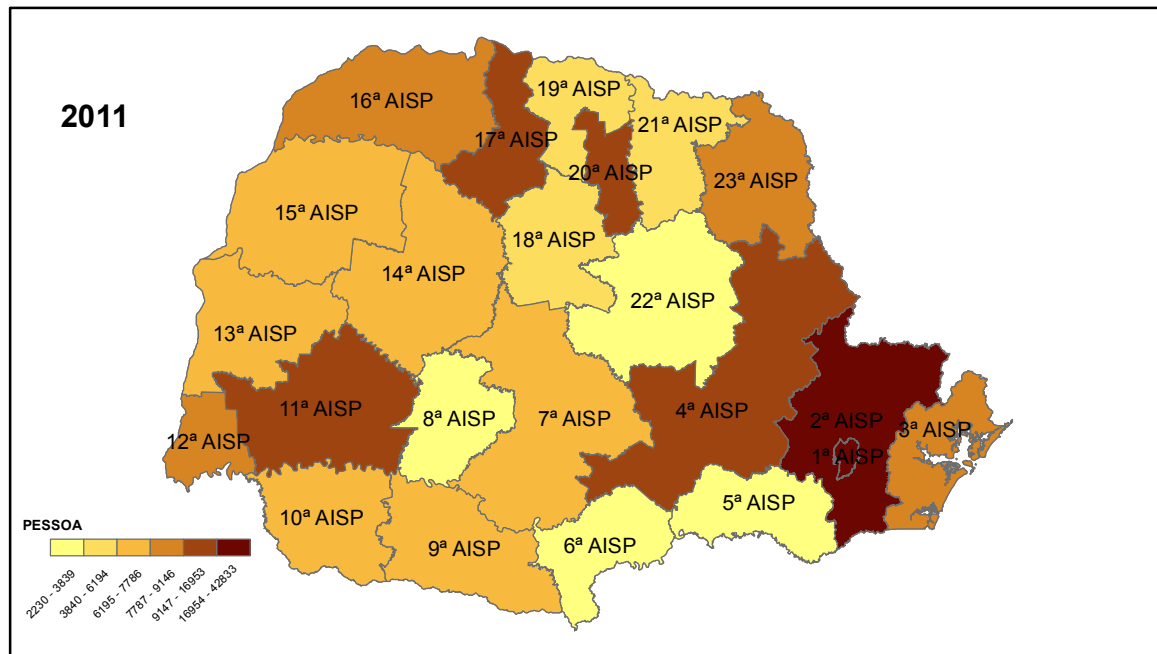 2011
16ª AISP
19ª AISP
17ª AISP
21ª AISP
20ª AISP
23ª AISP
15ª AISP
18ª AISP
14ª AISP
22ª AISP
13ª AISP
11ª AISP
8ª AISP
7ª AISP
4ª AISP
2ª AISP
3ª AISP
12ª AISP
1ª AISP
5ª AISP
10ª AISP
9ª AISP
6ª AISP
PESSOA
2230 - 3839
3840 - 6194
6195 - 7786
7787 - 9146
9147 - 16953
16954 - 42833